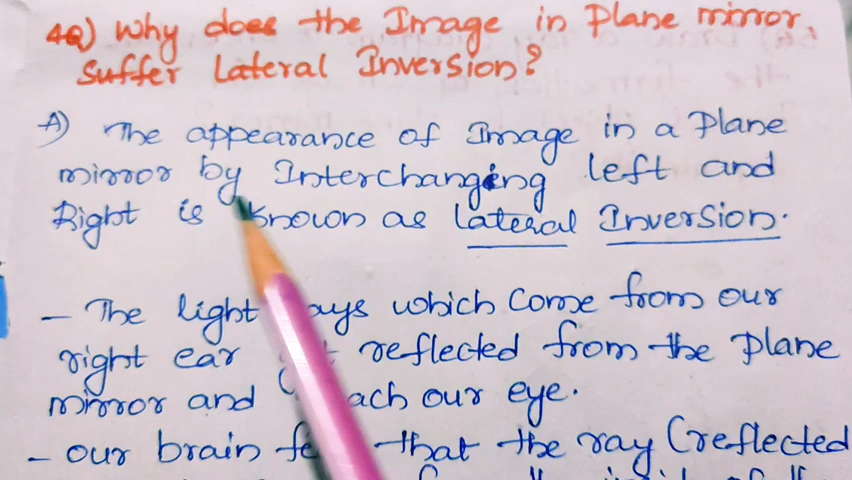 4Q) Why does the Image in Plane mirror
suffer Lateral Inversion?
A) The appearance of Image in a Plane
mirror by Interchanging left and
Right is known as lateral Inversion.
- The light rays which come from our
right ear reflected from the plane
mirror and our eye.
- our brain that the ray (reflected